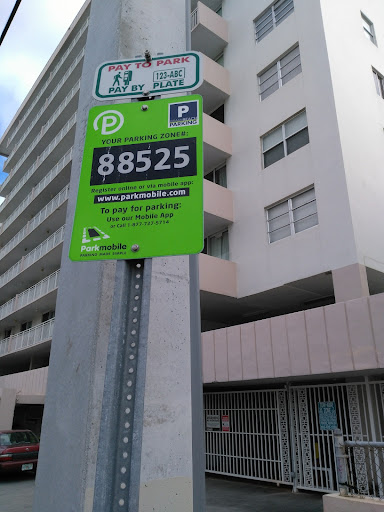 PAY TO PARK
123-ABC
PAY BY PLATE
P
YOUR PARKING ZONE#:
88525
Register online or via mobile app:
www.parkmobile.com
To pay for parking:
Use our Mobile App
or Call 1-877-727-5714
Parkmobile